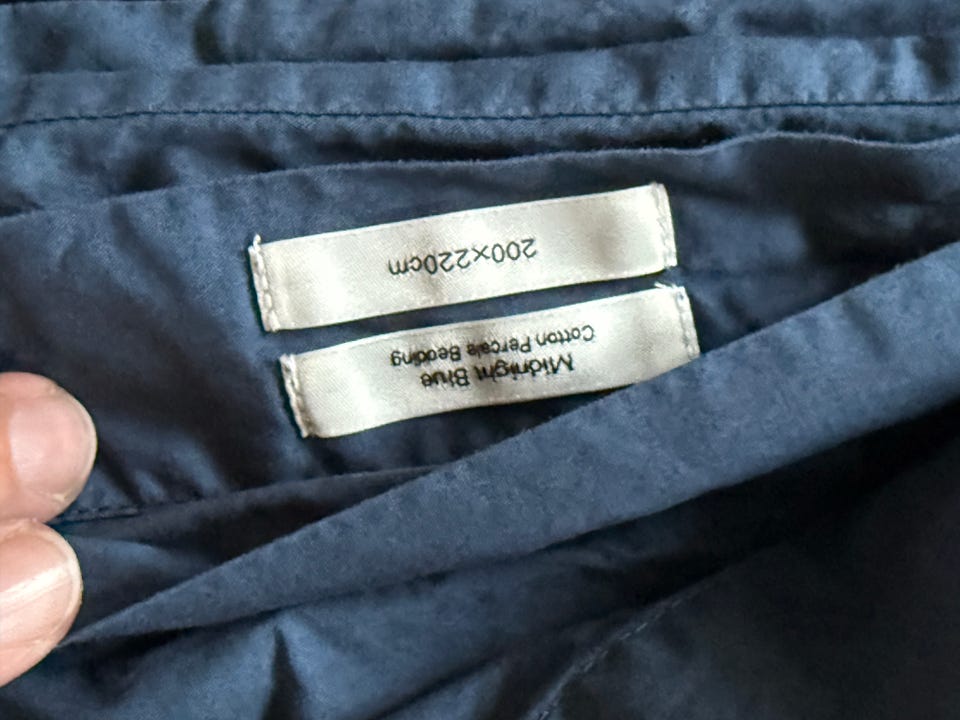 Midnight Blue
Cotton Percale Bedding
200x220cm